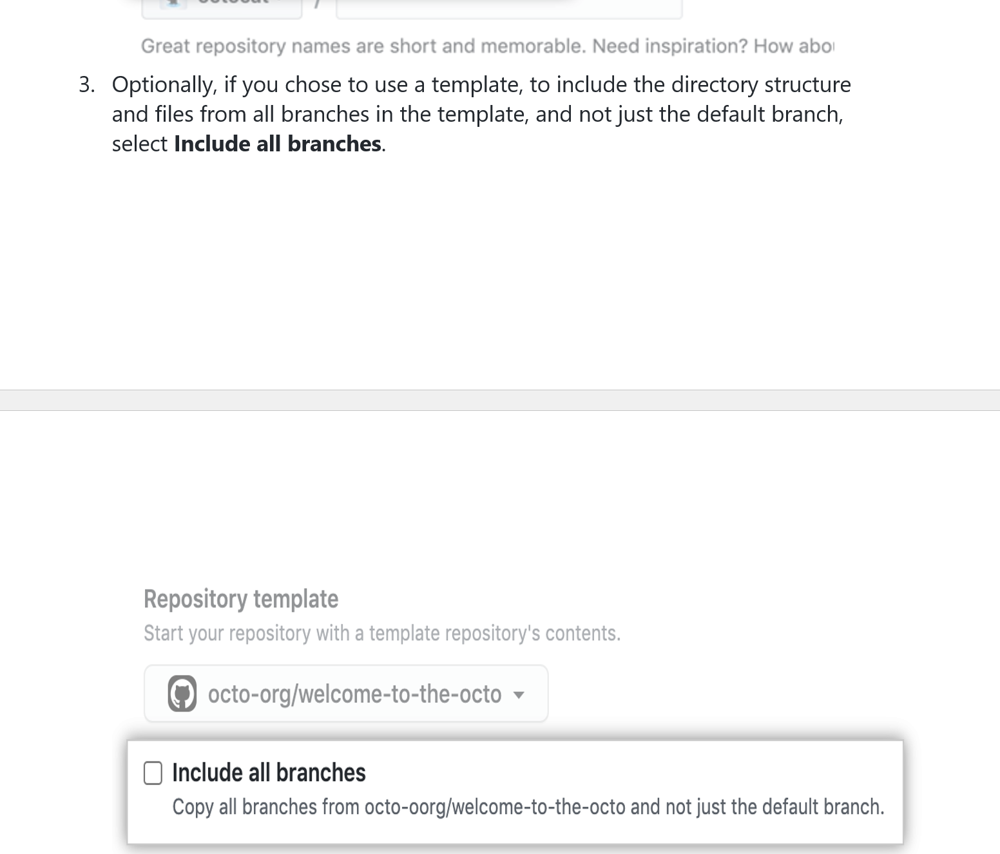 Great repository names are short and memorable. Need inspiration? How
3. Optionally, if you chose to use a template, to include the directory structure
and files from all branches in the template, and not just the default branch,
select Include all branches.
Repository template
Start your repository with a template repository's contents.
octo-org/welcome-to-the-octo
Include all branches
Copy all branches from octo-oorg/welcome-to-the-octo and not just the default branch.